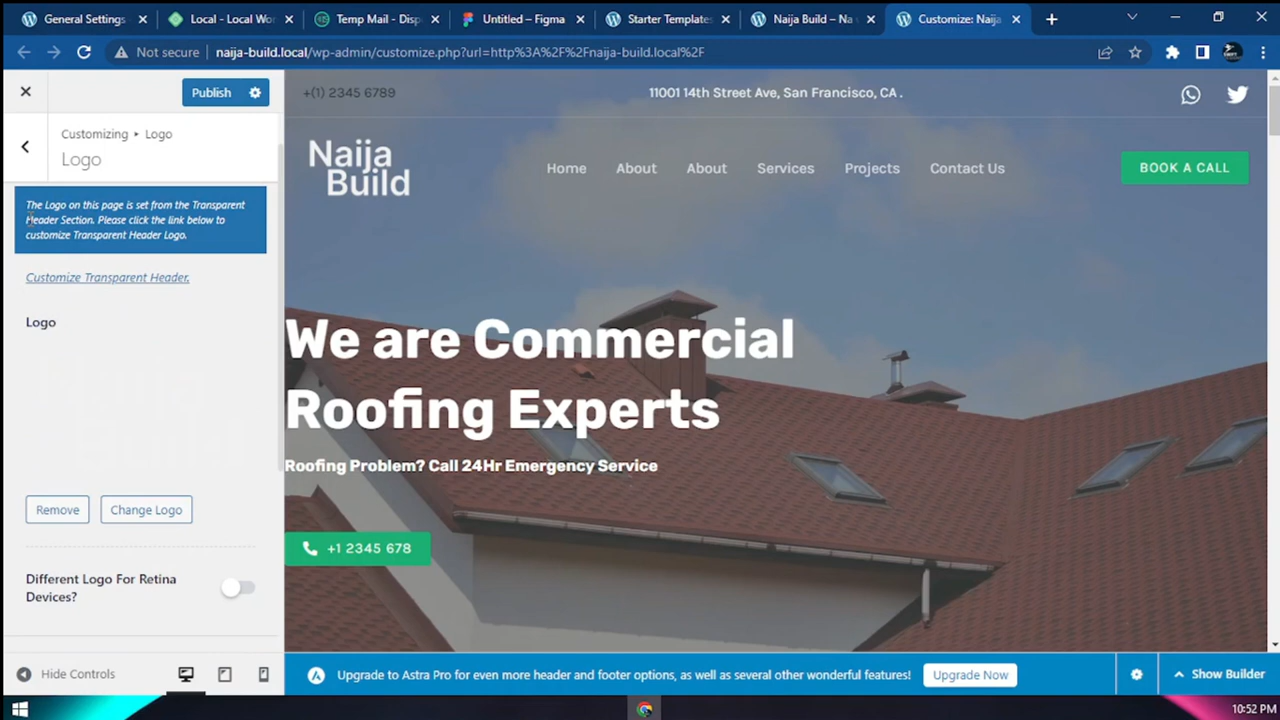 General Settings
Local - Local Wor
Temp Mail - Disp
Untitled – Figma
Starter Templates
Naija Build – Na
Customize: Naija
Not secure
naija-build.local/wp-admin/customize.php?url=http%3A%2F%2Fnaija-build.local%2F
Publish
Customizing ▸ Logo
Logo
The Logo on this page is set from the Transparent
Header Section. Please click the link below to
customize Transparent Header Logo.
Customize Transparent Header.
Logo
Naija
Build
Remove
Change Logo
Different Logo For Retina
Devices?
Hide Controls
+(1) 2345 6789
11001 14th Street Ave, San Francisco, CA .
Naija
Build
Home
About
About
Services
Projects
Contact Us
BOOK A CALL
We are Commercial
Roofing Experts
Roofing Problem? Call 24Hr Emergency Service
+1 2345 678
Upgrade to Astra Pro for even more header and footer options, as well as several other wonderful features!
Upgrade Now
Show Builder
10:52 PM